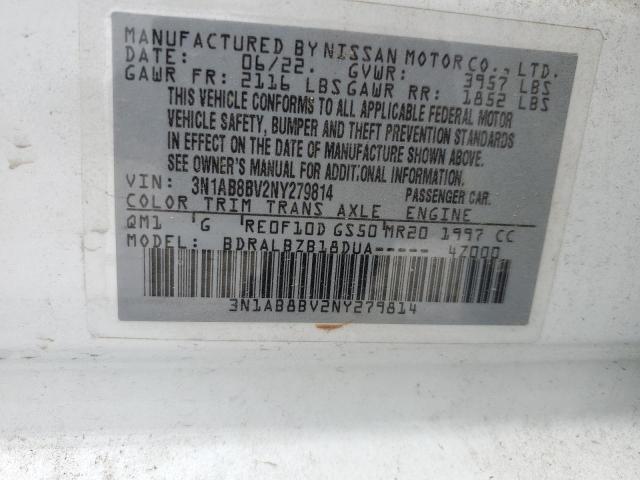 MANUFACTURED BY NISSAN MOTOR CO., LTD.
DATE: 06/22. GVWR: 3957 LBS
GAWR FR: 2116 LBS GAWR RR: 1852 LBS
THIS VEHICLE CONFORMS TO ALL APPLICABLE FEDERAL MOTOR
VEHICLE SAFETY, BUMPER AND THEFT PREVENTION STANDARDS
IN EFFECT ON THE DATE OF MANUFACTURE SHOWN ABOVE.
SEE OWNER'S MANUAL FOR ADDITIONAL INFORMATION.
VIN: 3N1AB8BV2NY279814 PASSENGER CAR.
COLOR TRIM TRANS AXLE ENGINE
QM1 G RE0F10D GS50 MR20 1997 CC
MODEL: BDRALBZB18DUA----- 47000
3N1AB8BV2NY279814